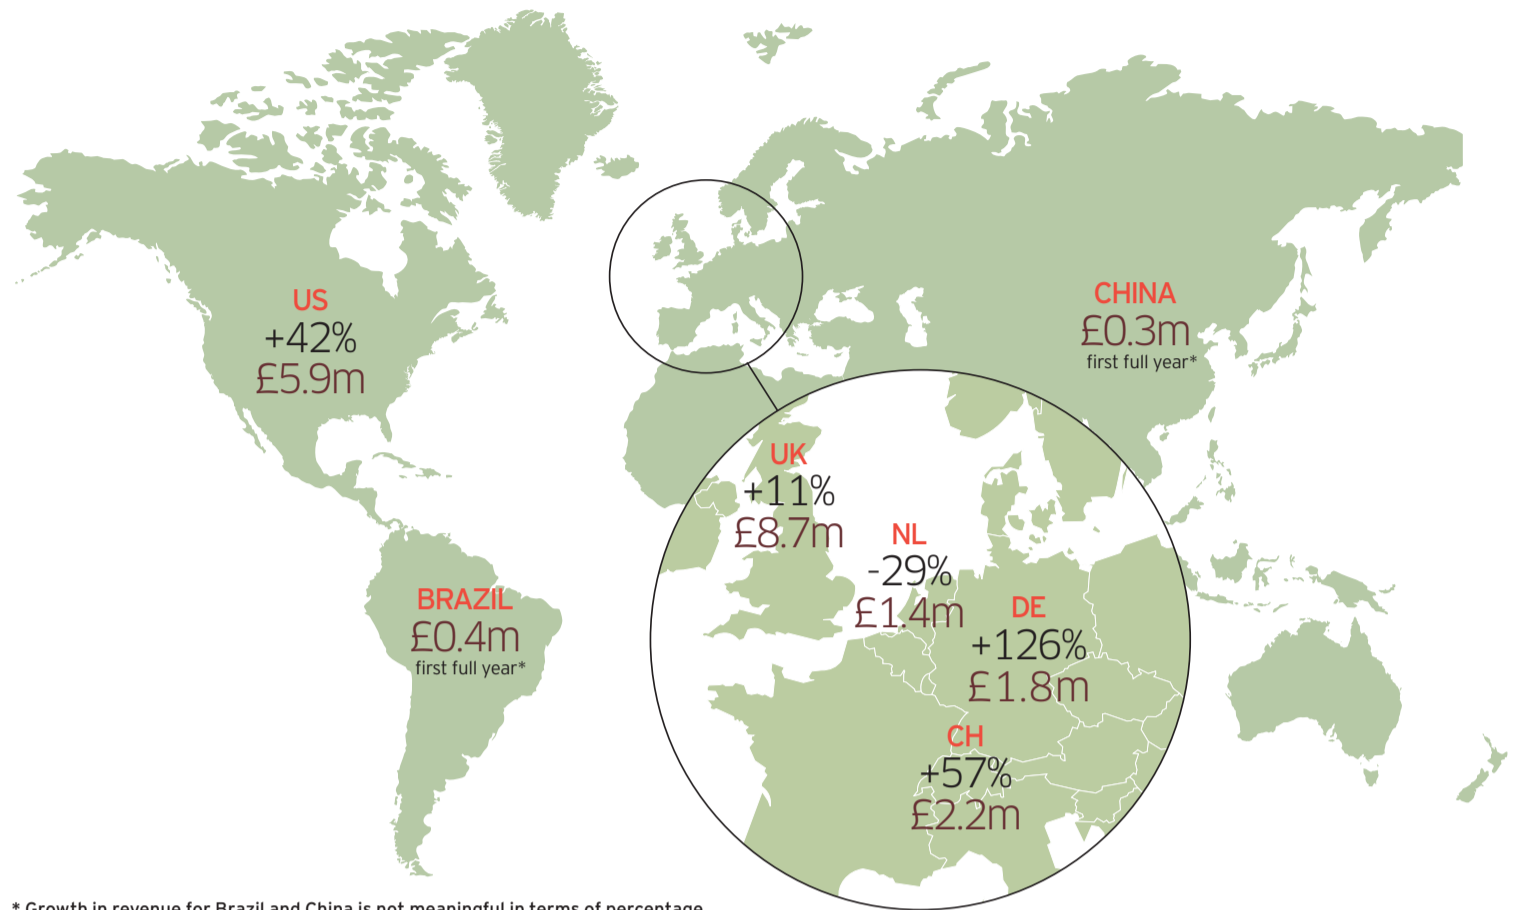 US
+42%
£5.9m
CHINA
£0.3m
first full year*
UK
+11%
£8.7m
NL
-29%
£1.4m
DE
+126%
£1.8m
BRAZIL
£0.4m
first full year*
CH
+57%
£2.2m
* Growth in revenue for Brazil and China is not meaningful in terms of percentage